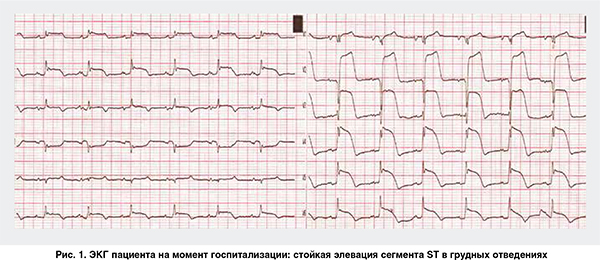 Рис. 1. ЭКГ пациента на момент госпитализации: стойкая элевация сегмента ST в грудных отведениях